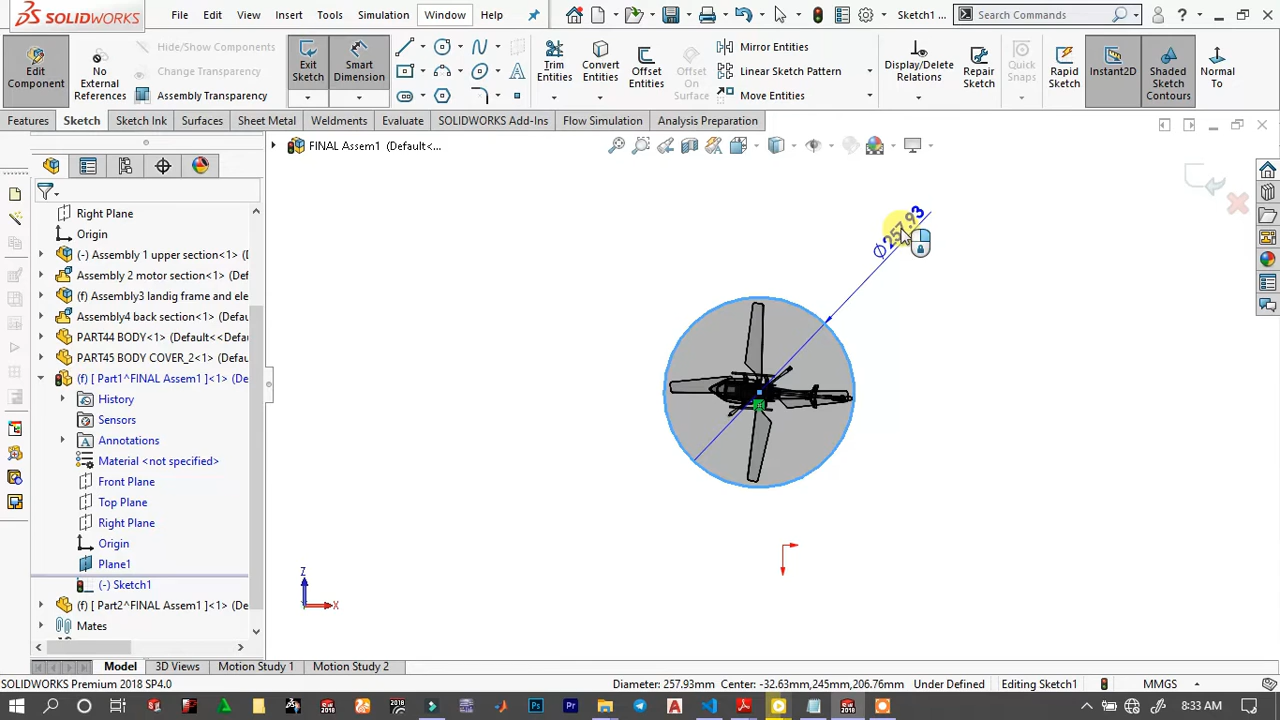 SOLIDWORKS
File
Edit
View
Insert
Tools
Simulation
Window
Help
Sketch1 ...
Search Commands
Edit
Component
No
External
References
Hide/Show Components
Change Transparency
Assembly Transparency
Exit
Sketch
Smart
Dimension
Trim
Entities
Convert
Entities
Offset
Entities
Offset
On
Surface
Mirror Entities
Linear Sketch Pattern
Move Entities
Display/Delete
Relations
Repair
Sketch
Quick
Snaps
Rapid
Sketch
Instant2D
Shaded
Sketch
Contours
Normal
To
Features
Sketch
Sketch Ink
Surfaces
Sheet Metal
Weldments
Evaluate
SOLIDWORKS Add-Ins
Flow Simulation
Analysis Preparation
FINAL Assem1 (Default<...
Right Plane
Origin
(-) Assembly 1 upper section<1> (D
Assembly 2 motor section<1> (Def
(f) Assembly3 landig frame and ele
Assembly4 back section<1> (Defau
PART44 BODY<1> (Default<<Defau
PART45 BODY COVER_2<1> (Defau
(f) [ Part1^FINAL Assem1 ]<1> (De
History
Sensors
Annotations
Material <not specified>
Front Plane
Top Plane
Right Plane
Origin
Plane1
(-) Sketch1
(f) [ Part2^FINAL Assem1 ]<1> (De
Mates
Ø257.93
Z
X
Model
3D Views
Motion Study 1
Motion Study 2
SOLIDWORKS Premium 2018 SP4.0
Diameter: 257.93mm
Center: -32.63mm,245mm,206.76mm
Under Defined
Editing Sketch1
MMGS
8:33 AM